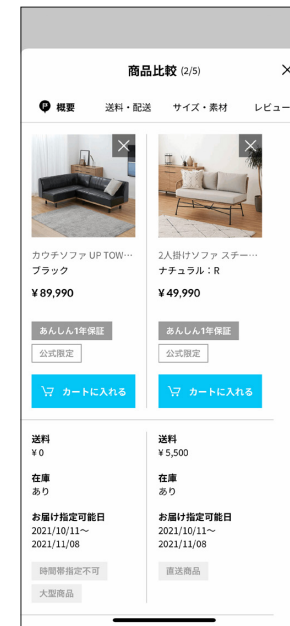 商品比較 (2/5)
概要 送料・配送 サイズ・素材 レビュー
カウチソファ UP TOW…
ブラック
¥89,990
あんしん1年保証
公式限定
カートに入れる
2人掛けソファ スチー…
ナチュラル：R
¥49,990
あんしん1年保証
公式限定
カートに入れる
送料
¥0
在庫
あり
お届け指定可能日
2021/10/11～
2021/11/08
時間帯指定不可
大型商品
送料
¥5,500
在庫
あり
お届け指定可能日
2021/10/11～
2021/11/08
直送商品